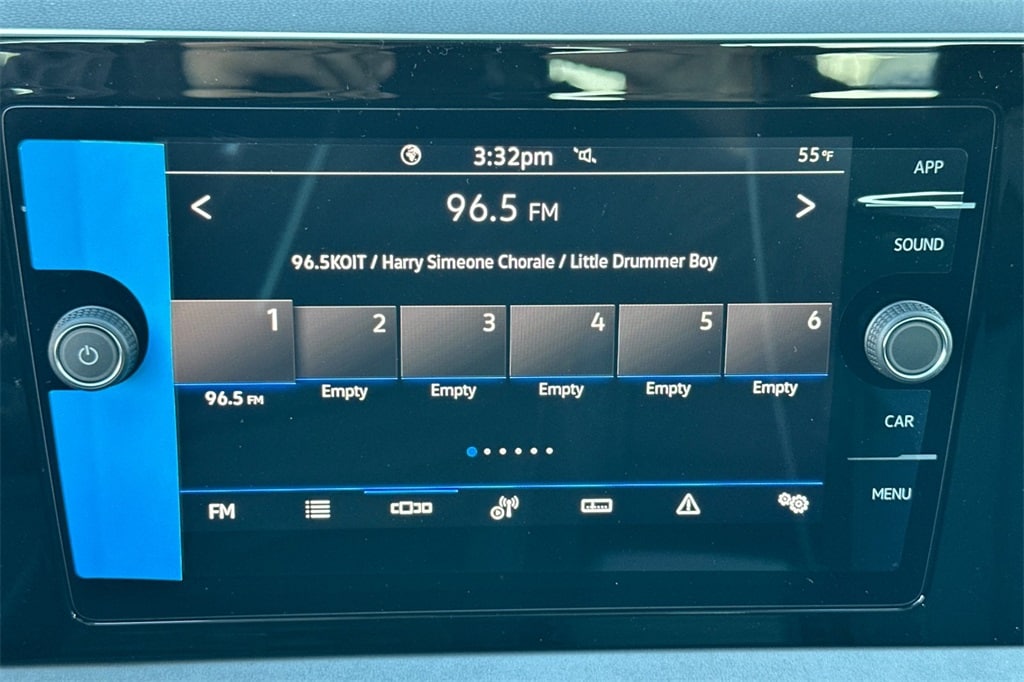 3:32pm 55°F
APP
96.5 FM
SOUND
96.5KOIT / Harry Simeone Chorale / Little Drummer Boy
1 2 3 4 5 6
96.5 FM Empty Empty Empty Empty Empty
CAR
MENU
FM